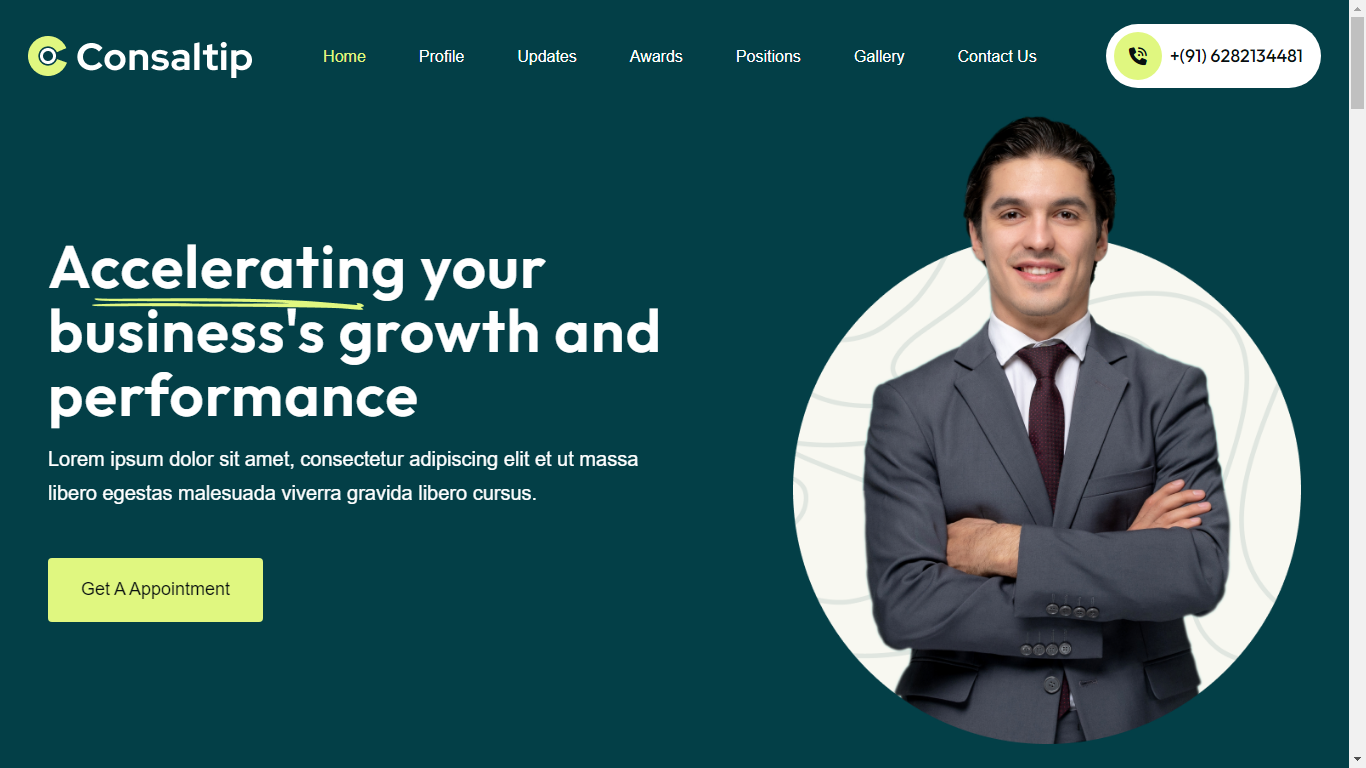 Consaltip
Home
Profile
Updates
Awards
Positions
Gallery
Contact Us
+(91) 6282134481
Accelerating your
business's growth and
performance
Lorem ipsum dolor sit amet, consectetur adipiscing elit et ut massa
libero egestas malesuada viverra gravida libero cursus.
Get A Appointment